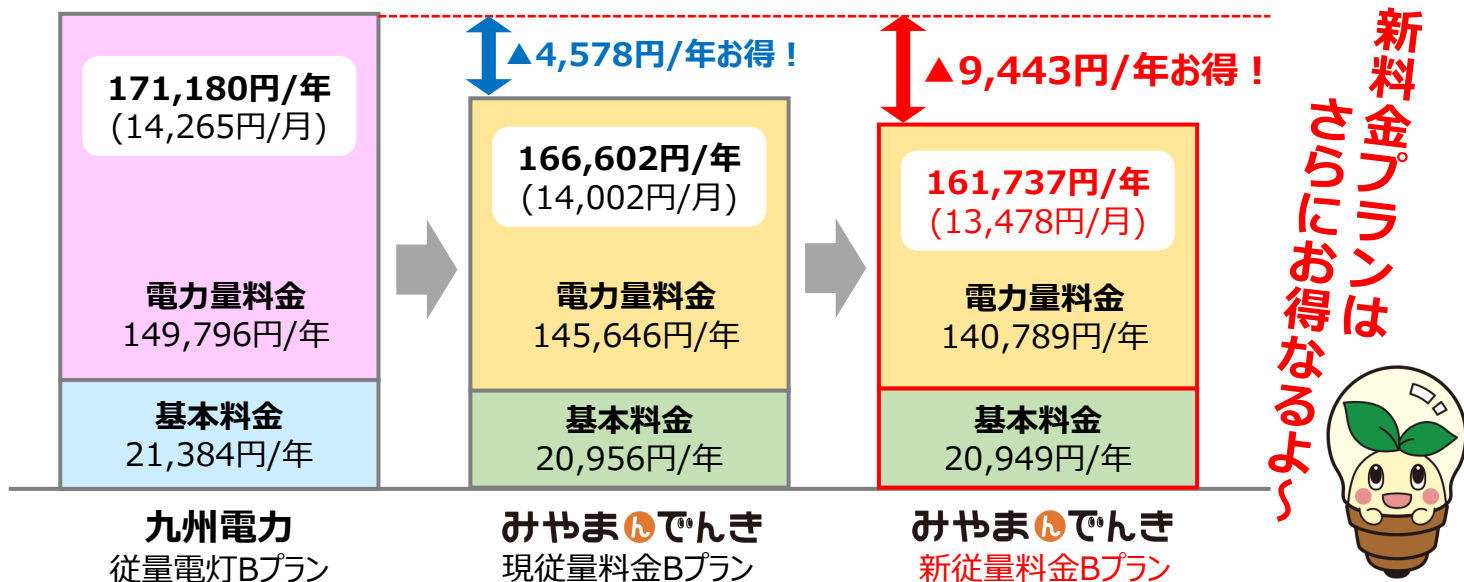 171,180円/年
(14,265円/月)
電力量料金
149,796円/年
基本料金
21,384円/年
九州電力
従量電灯Bプラン
▲4,578円/年お得！
166,602円/年
(14,002円/月)
電力量料金
145,646円/年
基本料金
20,956円/年
みやまんでんき
現従量料金Bプラン
▲9,443円/年お得！
161,737円/年
(13,478円/月)
電力量料金
140,789円/年
基本料金
20,949円/年
みやまんでんき
新従量料金Bプラン
新料金プランは
さらにお得なるよ～